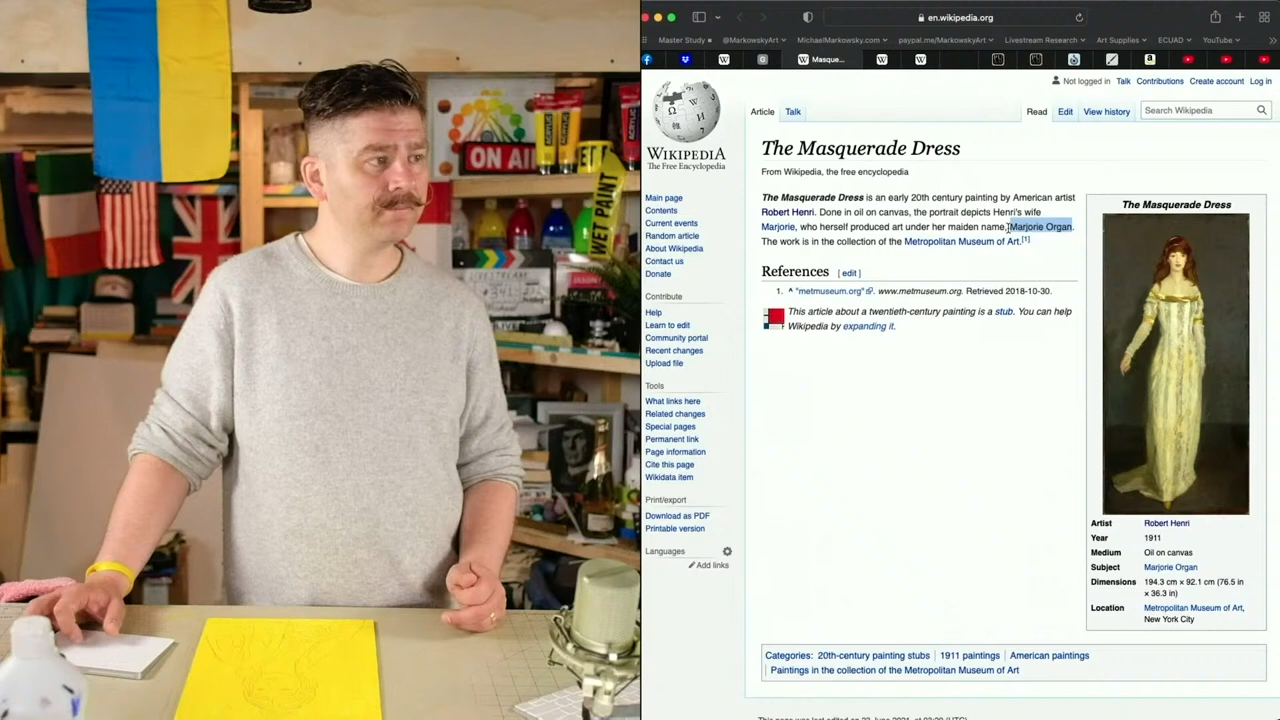 ON AIR
WET PAINT
ACRYLIC
ACRYLIC
LIVESTREAM
en.wikipedia.org
Master Study
@MarkowskyArt
MichaelMarkowsky.com
paypal.me/MarkowskyArt
Livestream Research
Art Supplies
ECUAD
YouTube
Masque...
WIKIPEDIA
The Free Encyclopedia
Not logged in Talk Contributions Create account Log in
Article Talk Read Edit View history Search Wikipedia
Main page
Contents
Current events
Random article
About Wikipedia
Contact us
Donate
Contribute
Help
Learn to edit
Community portal
Recent changes
Upload file
Tools
What links here
Related changes
Special pages
Permanent link
Page information
Cite this page
Wikidata item
Print/export
Download as PDF
Printable version
Languages
Add links
The Masquerade Dress
From Wikipedia, the free encyclopedia
The Masquerade Dress is an early 20th century painting by American artist
Robert Henri. Done in oil on canvas, the portrait depicts Henri's wife
Marjorie, who herself produced art under her maiden name, Marjorie Organ.
The work is in the collection of the Metropolitan Museum of Art.[1]
References [ edit ]
1. ^ "metmuseum.org". www.metmuseum.org. Retrieved 2018-10-30.
This article about a twentieth-century painting is a stub. You can help
Wikipedia by expanding it.
The Masquerade Dress
Artist Robert Henri
Year 1911
Medium Oil on canvas
Subject Marjorie Organ
Dimensions 194.3 cm × 92.1 cm (76.5 in
× 36.3 in)
Location Metropolitan Museum of Art,
New York City
Categories: 20th-century painting stubs 1911 paintings American paintings
Paintings in the collection of the Metropolitan Museum of Art